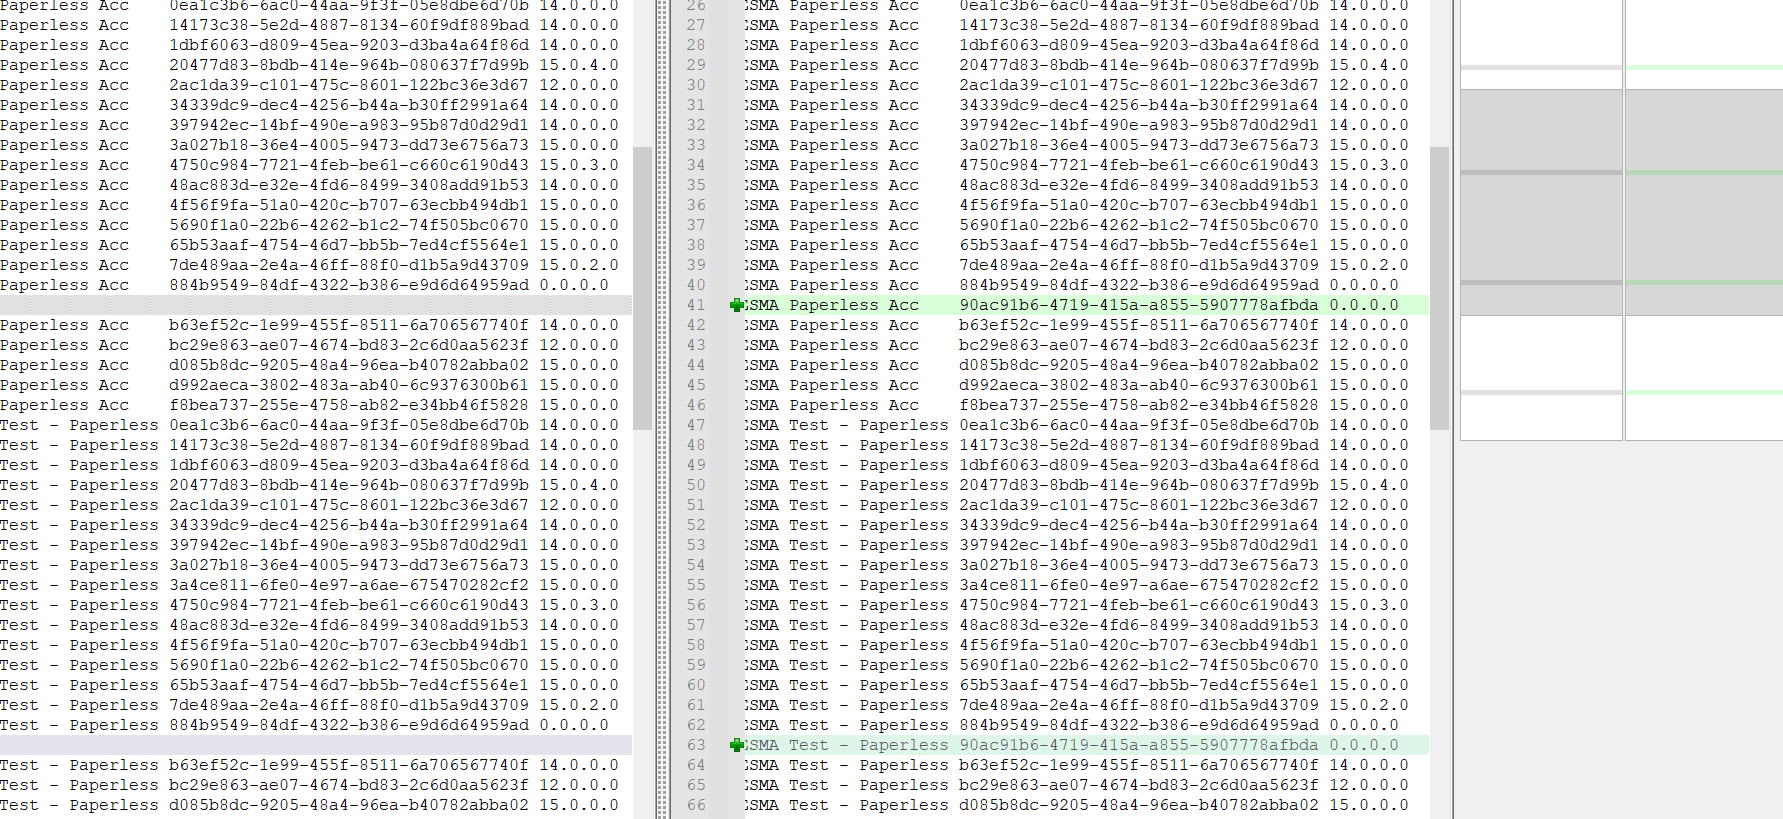 Paperless Acc 0ea1c3b6-6ac0-44aa-9f3f-05e8dbe6d70b 14.0.0.0
Paperless Acc 14173c38-5e2d-4887-8134-60f9df889bad 14.0.0.0
Paperless Acc 1dbf6063-d809-45ea-9203-d3ba4a64f86d 14.0.0.0
Paperless Acc 20477d83-8bdb-414e-964b-080637f7d99b 15.0.4.0
Paperless Acc 2ac1da39-c101-475c-8601-122bc36e3d67 12.0.0.0
Paperless Acc 34339dc9-dec4-4256-b44a-b30ff2991a64 14.0.0.0
Paperless Acc 397942ec-14bf-490e-a983-95b87d0d29d1 14.0.0.0
Paperless Acc 3a027b18-36e4-4005-9473-dd73e6756a73 15.0.0.0
Paperless Acc 4750c984-7721-4feb-be61-c660c6190d43 15.0.3.0
Paperless Acc 48ac883d-e32e-4fd6-8499-3408add91b53 14.0.0.0
Paperless Acc 4f56f9fa-51a0-420c-b707-63ecbb494db1 15.0.0.0
Paperless Acc 5690f1a0-22b6-4262-b1c2-74f505bc0670 15.0.0.0
Paperless Acc 65b53aaf-4754-46d7-bb5b-7ed4cf5564e1 15.0.0.0
Paperless Acc 7de489aa-2e4a-46ff-88f0-d1b5a9d43709 15.0.2.0
Paperless Acc 884b9549-84df-4322-b386-e9d6d64959ad 0.0.0.0
Paperless Acc b63ef52c-1e99-455f-8511-6a706567740f 14.0.0.0
Paperless Acc bc29e863-ae07-4674-bd83-2c6d0aa5623f 12.0.0.0
Paperless Acc d085b8dc-9205-48a4-96ea-b40782abba02 15.0.0.0
Paperless Acc d992aeca-3802-483a-ab40-6c9376300b61 15.0.0.0
Paperless Acc f8bea737-255e-4758-ab82-e34bb46f5828 15.0.0.0
Test - Paperless 0ea1c3b6-6ac0-44aa-9f3f-05e8dbe6d70b 14.0.0.0
Test - Paperless 14173c38-5e2d-4887-8134-60f9df889bad 14.0.0.0
Test - Paperless 1dbf6063-d809-45ea-9203-d3ba4a64f86d 14.0.0.0
Test - Paperless 20477d83-8bdb-414e-964b-080637f7d99b 15.0.4.0
Test - Paperless 2ac1da39-c101-475c-8601-122bc36e3d67 12.0.0.0
Test - Paperless 34339dc9-dec4-4256-b44a-b30ff2991a64 14.0.0.0
Test - Paperless 397942ec-14bf-490e-a983-95b87d0d29d1 14.0.0.0
Test - Paperless 3a027b18-36e4-4005-9473-dd73e6756a73 15.0.0.0
Test - Paperless 3a4ce811-6fe0-4e97-a6ae-675470282cf2 15.0.0.0
Test - Paperless 4750c984-7721-4feb-be61-c660c6190d43 15.0.3.0
Test - Paperless 48ac883d-e32e-4fd6-8499-3408add91b53 14.0.0.0
Test - Paperless 4f56f9fa-51a0-420c-b707-63ecbb494db1 15.0.0.0
Test - Paperless 5690f1a0-22b6-4262-b1c2-74f505bc0670 15.0.0.0
Test - Paperless 65b53aaf-4754-46d7-bb5b-7ed4cf5564e1 15.0.0.0
Test - Paperless 7de489aa-2e4a-46ff-88f0-d1b5a9d43709 15.0.2.0
Test - Paperless 884b9549-84df-4322-b386-e9d6d64959ad 0.0.0.0
Test - Paperless b63ef52c-1e99-455f-8511-6a706567740f 14.0.0.0
Test - Paperless bc29e863-ae07-4674-bd83-2c6d0aa5623f 12.0.0.0
Test - Paperless d085b8dc-9205-48a4-96ea-b40782abba02 15.0.0.0
26 ESMA Paperless Acc 0ea1c3b6-6ac0-44aa-9f3f-05e8dbe6d70b 14.0.0.0
27 ESMA Paperless Acc 14173c38-5e2d-4887-8134-60f9df889bad 14.0.0.0
28 ESMA Paperless Acc 1dbf6063-d809-45ea-9203-d3ba4a64f86d 14.0.0.0
29 ESMA Paperless Acc 20477d83-8bdb-414e-964b-080637f7d99b 15.0.4.0
30 ESMA Paperless Acc 2ac1da39-c101-475c-8601-122bc36e3d67 12.0.0.0
31 ESMA Paperless Acc 34339dc9-dec4-4256-b44a-b30ff2991a64 14.0.0.0
32 ESMA Paperless Acc 397942ec-14bf-490e-a983-95b87d0d29d1 14.0.0.0
33 ESMA Paperless Acc 3a027b18-36e4-4005-9473-dd73e6756a73 15.0.0.0
34 ESMA Paperless Acc 4750c984-7721-4feb-be61-c660c6190d43 15.0.3.0
35 ESMA Paperless Acc 48ac883d-e32e-4fd6-8499-3408add91b53 14.0.0.0
36 ESMA Paperless Acc 4f56f9fa-51a0-420c-b707-63ecbb494db1 15.0.0.0
37 ESMA Paperless Acc 5690f1a0-22b6-4262-b1c2-74f505bc0670 15.0.0.0
38 ESMA Paperless Acc 65b53aaf-4754-46d7-bb5b-7ed4cf5564e1 15.0.0.0
39 ESMA Paperless Acc 7de489aa-2e4a-46ff-88f0-d1b5a9d43709 15.0.2.0
40 ESMA Paperless Acc 884b9549-84df-4322-b386-e9d6d64959ad 0.0.0.0
41 ESMA Paperless Acc 90ac91b6-4719-415a-a855-5907778afbda 0.0.0.0
42 ESMA Paperless Acc b63ef52c-1e99-455f-8511-6a706567740f 14.0.0.0
43 ESMA Paperless Acc bc29e863-ae07-4674-bd83-2c6d0aa5623f 12.0.0.0
44 ESMA Paperless Acc d085b8dc-9205-48a4-96ea-b40782abba02 15.0.0.0
45 ESMA Paperless Acc d992aeca-3802-483a-ab40-6c9376300b61 15.0.0.0
46 ESMA Paperless Acc f8bea737-255e-4758-ab82-e34bb46f5828 15.0.0.0
47 ESMA Test - Paperless 0ea1c3b6-6ac0-44aa-9f3f-05e8dbe6d70b 14.0.0.0
48 ESMA Test - Paperless 14173c38-5e2d-4887-8134-60f9df889bad 14.0.0.0
49 ESMA Test - Paperless 1dbf6063-d809-45ea-9203-d3ba4a64f86d 14.0.0.0
50 ESMA Test - Paperless 20477d83-8bdb-414e-964b-080637f7d99b 15.0.4.0
51 ESMA Test - Paperless 2ac1da39-c101-475c-8601-122bc36e3d67 12.0.0.0
52 ESMA Test - Paperless 34339dc9-dec4-4256-b44a-b30ff2991a64 14.0.0.0
53 ESMA Test - Paperless 397942ec-14bf-490e-a983-95b87d0d29d1 14.0.0.0
54 ESMA Test - Paperless 3a027b18-36e4-4005-9473-dd73e6756a73 15.0.0.0
55 ESMA Test - Paperless 3a4ce811-6fe0-4e97-a6ae-675470282cf2 15.0.0.0
56 ESMA Test - Paperless 4750c984-7721-4feb-be61-c660c6190d43 15.0.3.0
57 ESMA Test - Paperless 48ac883d-e32e-4fd6-8499-3408add91b53 14.0.0.0
58 ESMA Test - Paperless 4f56f9fa-51a0-420c-b707-63ecbb494db1 15.0.0.0
59 ESMA Test - Paperless 5690f1a0-22b6-4262-b1c2-74f505bc0670 15.0.0.0
60 ESMA Test - Paperless 65b53aaf-4754-46d7-bb5b-7ed4cf5564e1 15.0.0.0
61 ESMA Test - Paperless 7de489aa-2e4a-46ff-88f0-d1b5a9d43709 15.0.2.0
62 ESMA Test - Paperless 884b9549-84df-4322-b386-e9d6d64959ad 0.0.0.0
63 ESMA Test - Paperless 90ac91b6-4719-415a-a855-5907778afbda 0.0.0.0
64 ESMA Test - Paperless b63ef52c-1e99-455f-8511-6a706567740f 14.0.0.0
65 ESMA Test - Paperless bc29e863-ae07-4674-bd83-2c6d0aa5623f 12.0.0.0
66 ESMA Test - Paperless d085b8dc-9205-48a4-96ea-b40782abba02 15.0.0.0